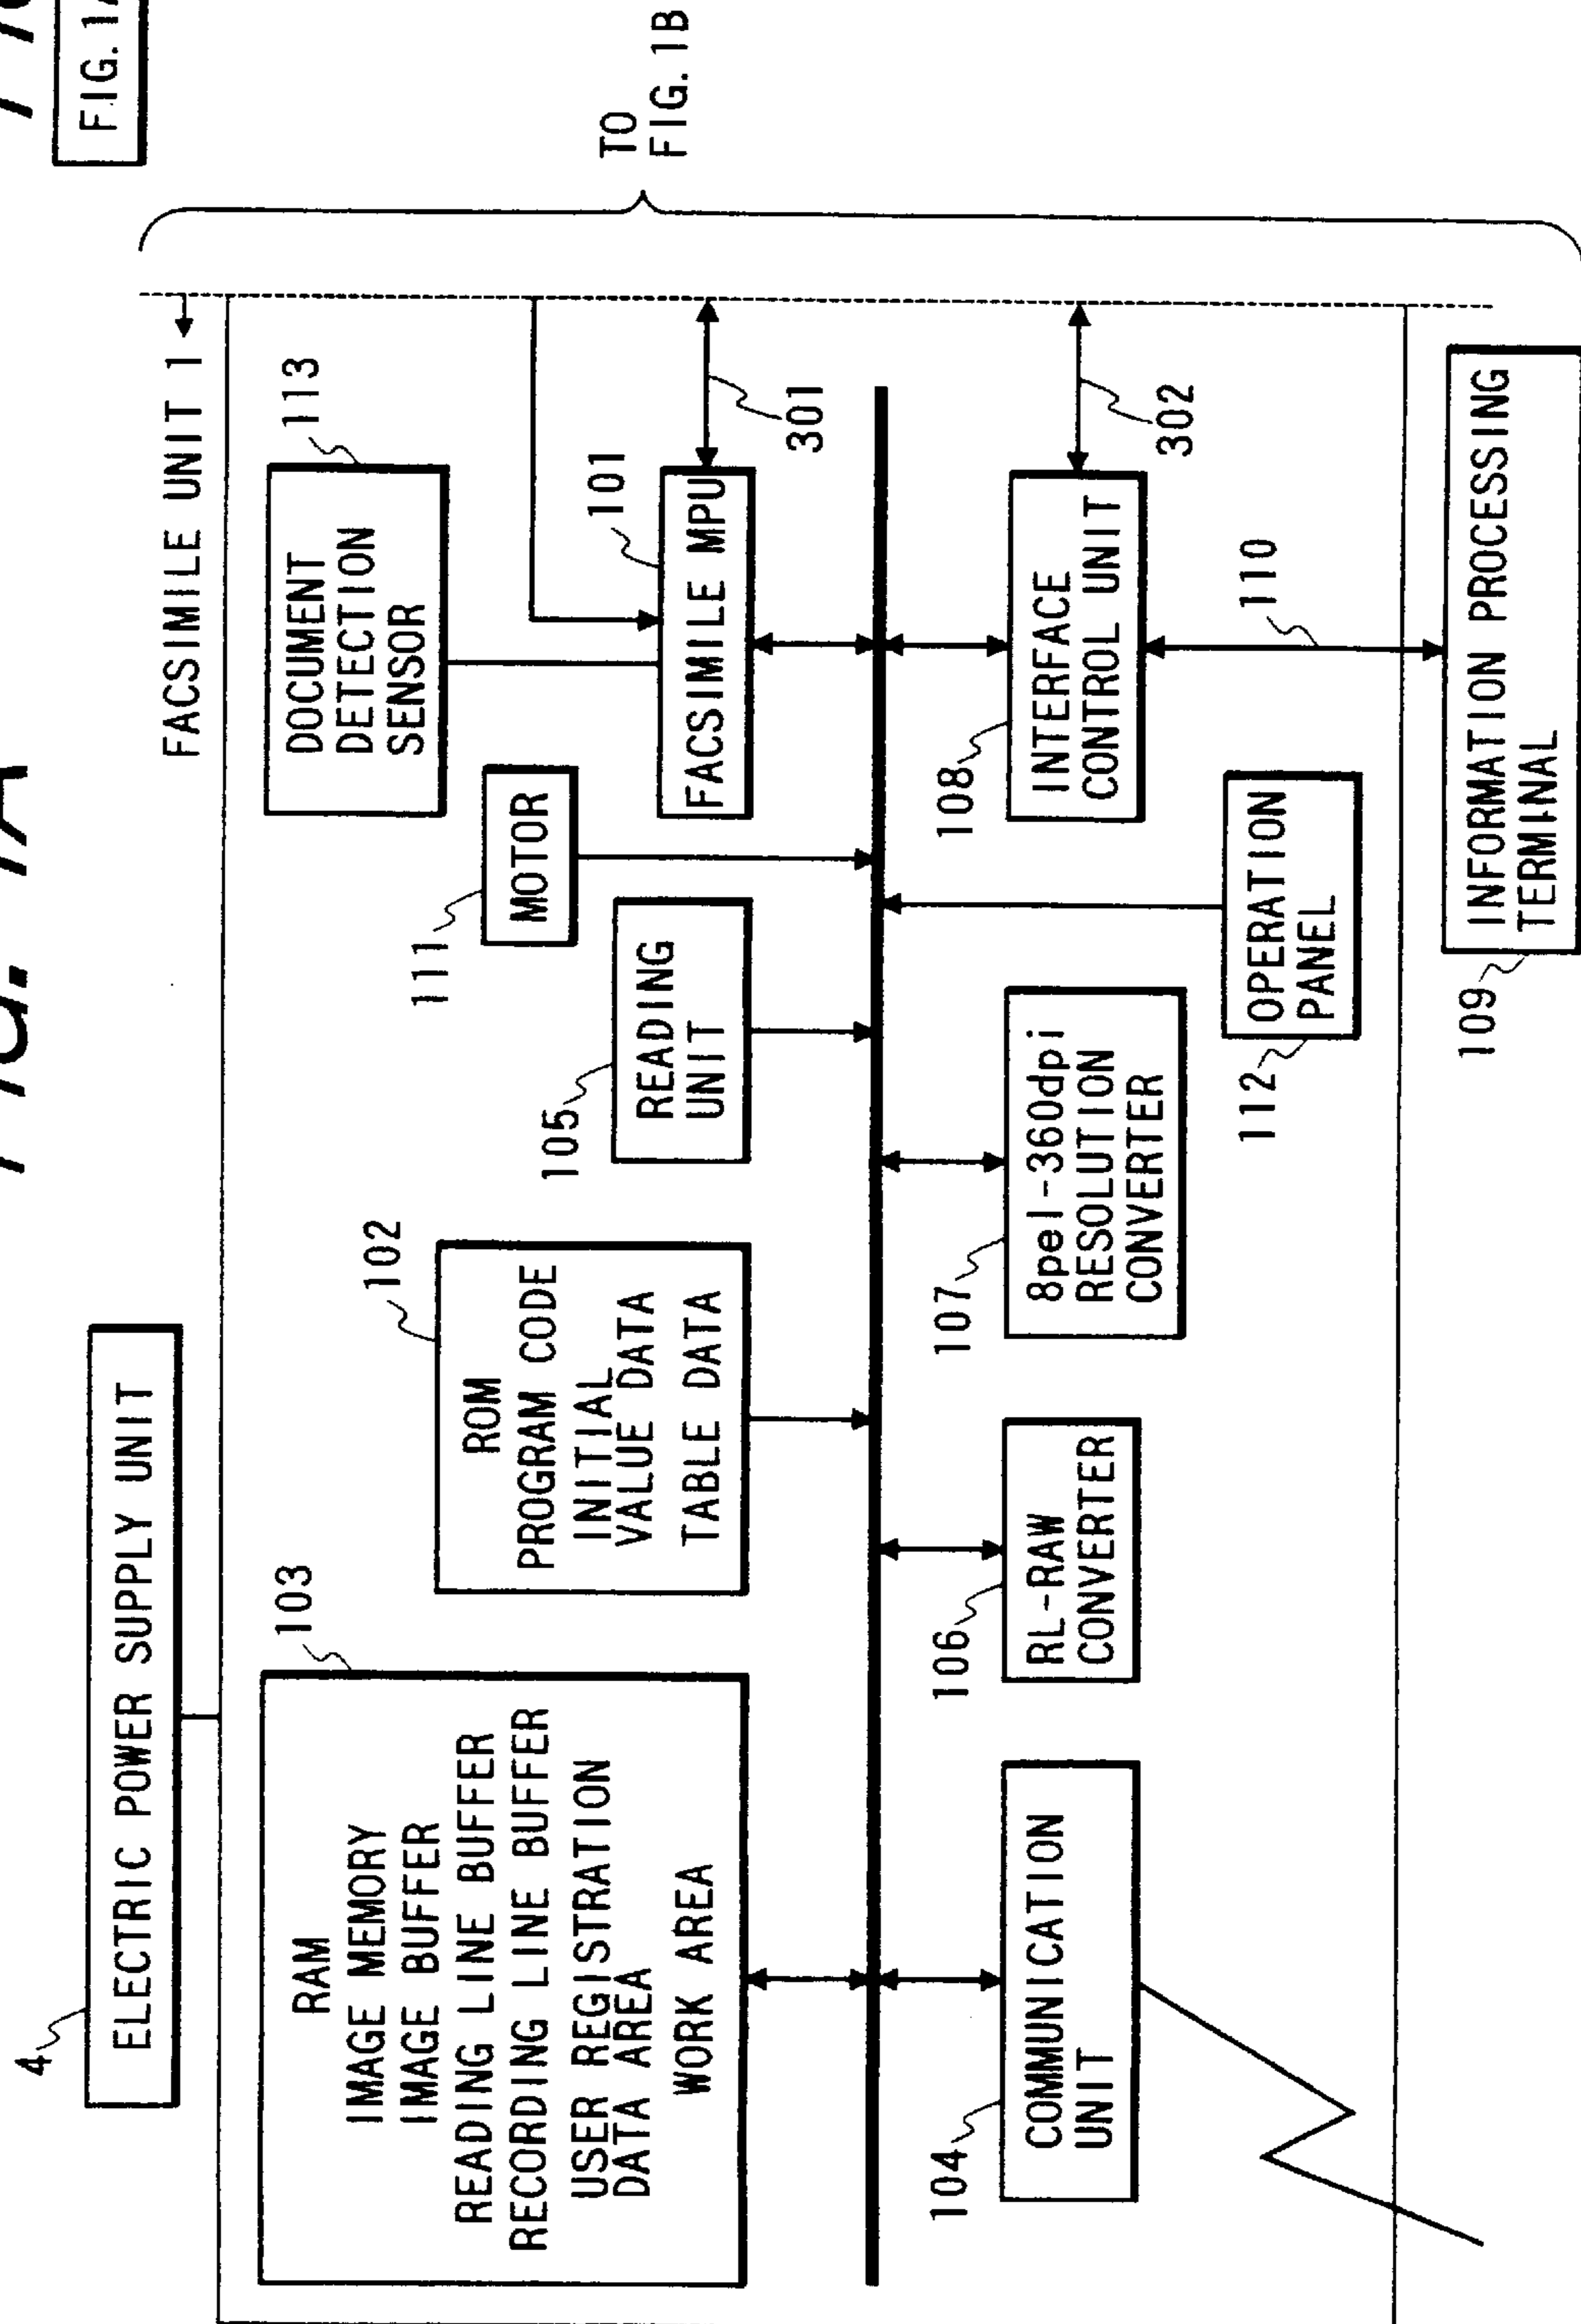 FIG. 1A
FIG. 1A
4
ELECTRIC POWER SUPPLY UNIT
FACSIMILE UNIT 1
103
RAM
IMAGE MEMORY
IMAGE BUFFER
READING LINE BUFFER
RECORDING LINE BUFFER
USER REGISTRATION
DATA AREA
WORK AREA
102
ROM
PROGRAM CODE
INITIAL
VALUE DATA
TABLE DATA
105
READING
UNIT
111
MOTOR
113
DOCUMENT
DETECTION
SENSOR
101
FACSIMILE MPU
301
TO
FIG. 1B
104
COMMUNICATION
UNIT
106
RL-RAW
CONVERTER
107
8pel-360dpi
RESOLUTION
CONVERTER
108
INTERFACE
CONTROL UNIT
302
110
112
OPERATION
PANEL
109
INFORMATION PROCESSING
TERMINAL